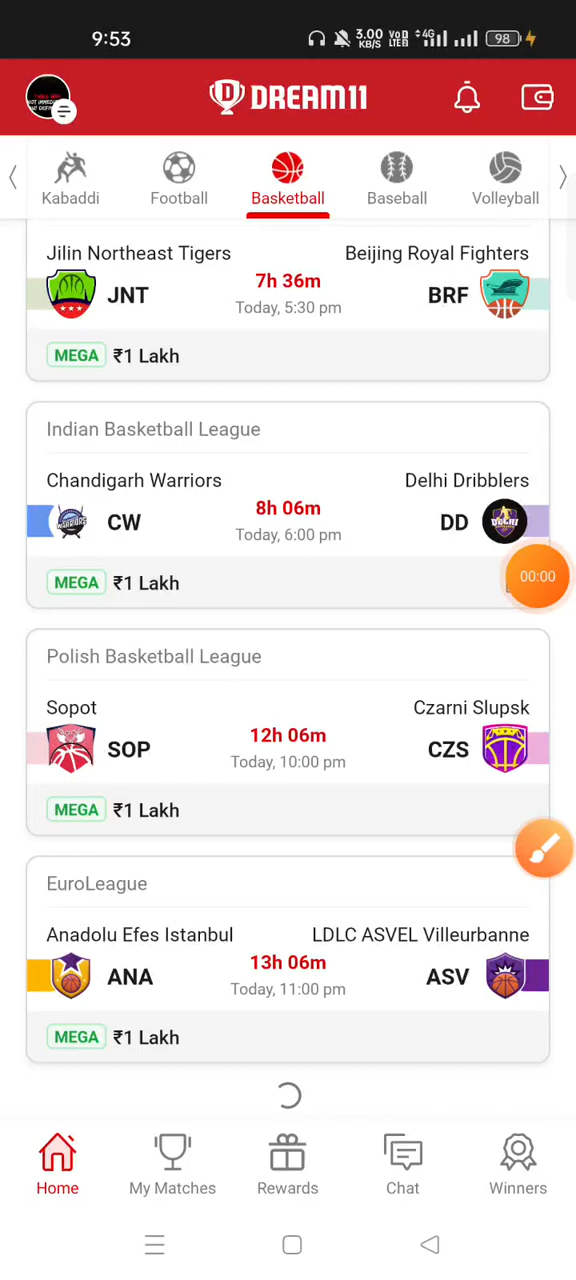 9:53
3.00 KB/S VoD LTE 4G 98
DREAM11
Kabaddi Football Basketball Baseball Volleyball
Jilin Northeast Tigers Beijing Royal Fighters
JNT 7h 36m BRF
Today, 5:30 pm
MEGA ₹1 Lakh
Indian Basketball League
Chandigarh Warriors Delhi Dribblers
CW 8h 06m DD
Today, 6:00 pm
MEGA ₹1 Lakh
00:00
Polish Basketball League
Sopot Czarni Slupsk
SOP 12h 06m CZS
Today, 10:00 pm
MEGA ₹1 Lakh
EuroLeague
Anadolu Efes Istanbul LDLC ASVEL Villeurbanne
ANA 13h 06m ASV
Today, 11:00 pm
MEGA ₹1 Lakh
Home My Matches Rewards Chat Winners